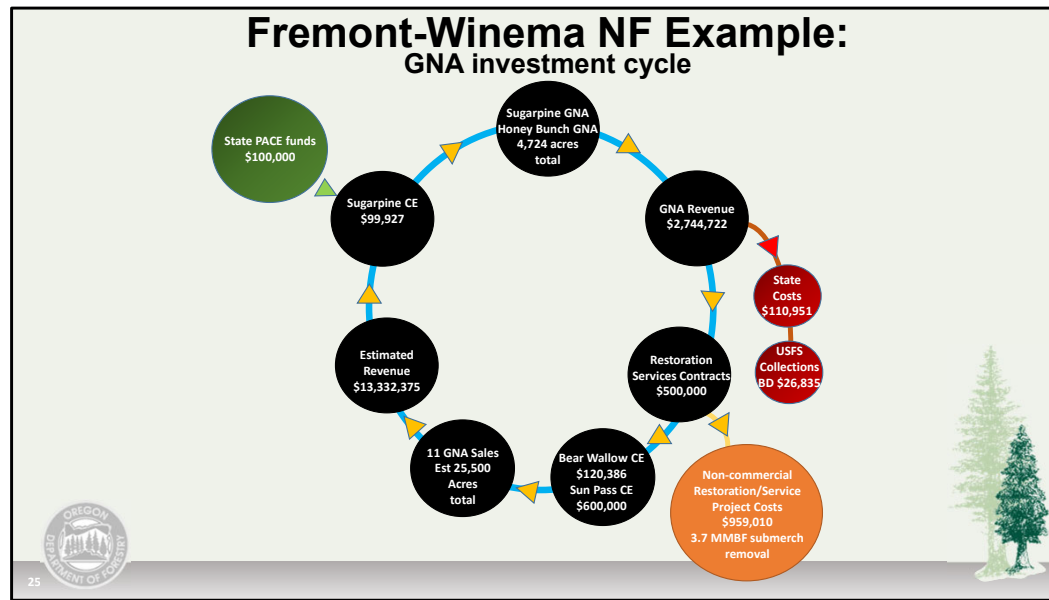 Fremont-Winema NF Example:
GNA investment cycle
State PACE funds
$100,000
Sugarpine CE
$99,927
Sugarpine GNA
Honey Bunch GNA
4,724 acres
total
GNA Revenue
$2,744,722
State
Costs
$110,951
USFS
Collections
BD $26,835
Restoration
Services Contracts
$500,000
Non-commercial
Restoration/Service
Project Costs
$959,010
3.7 MMBF submerch
removal
Bear Wallow CE
$120,386
Sun Pass CE
$600,000
11 GNA Sales
Est 25,500
Acres
total
Estimated
Revenue
$13,332,375
OREGON
DEPARTMENT OF FORESTRY
25